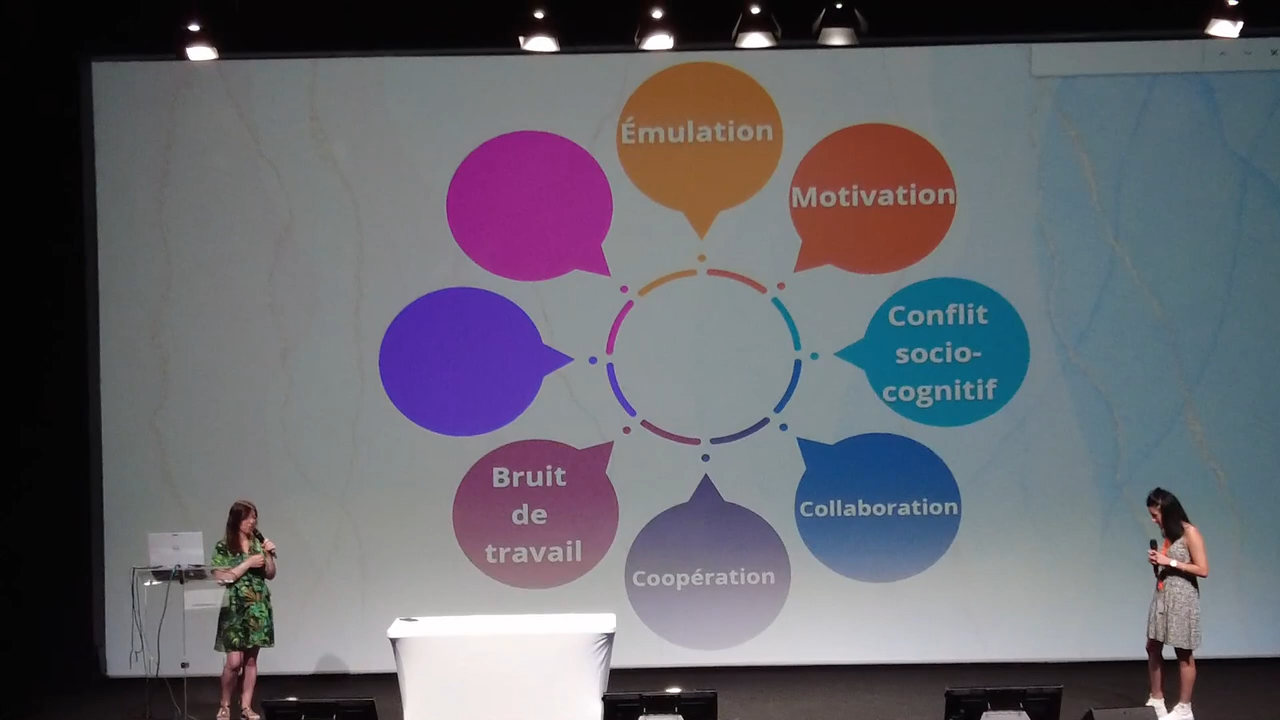 Émulation
Motivation
Conflit
socio-
cognitif
Collaboration
Coopération
Bruit
de
travail